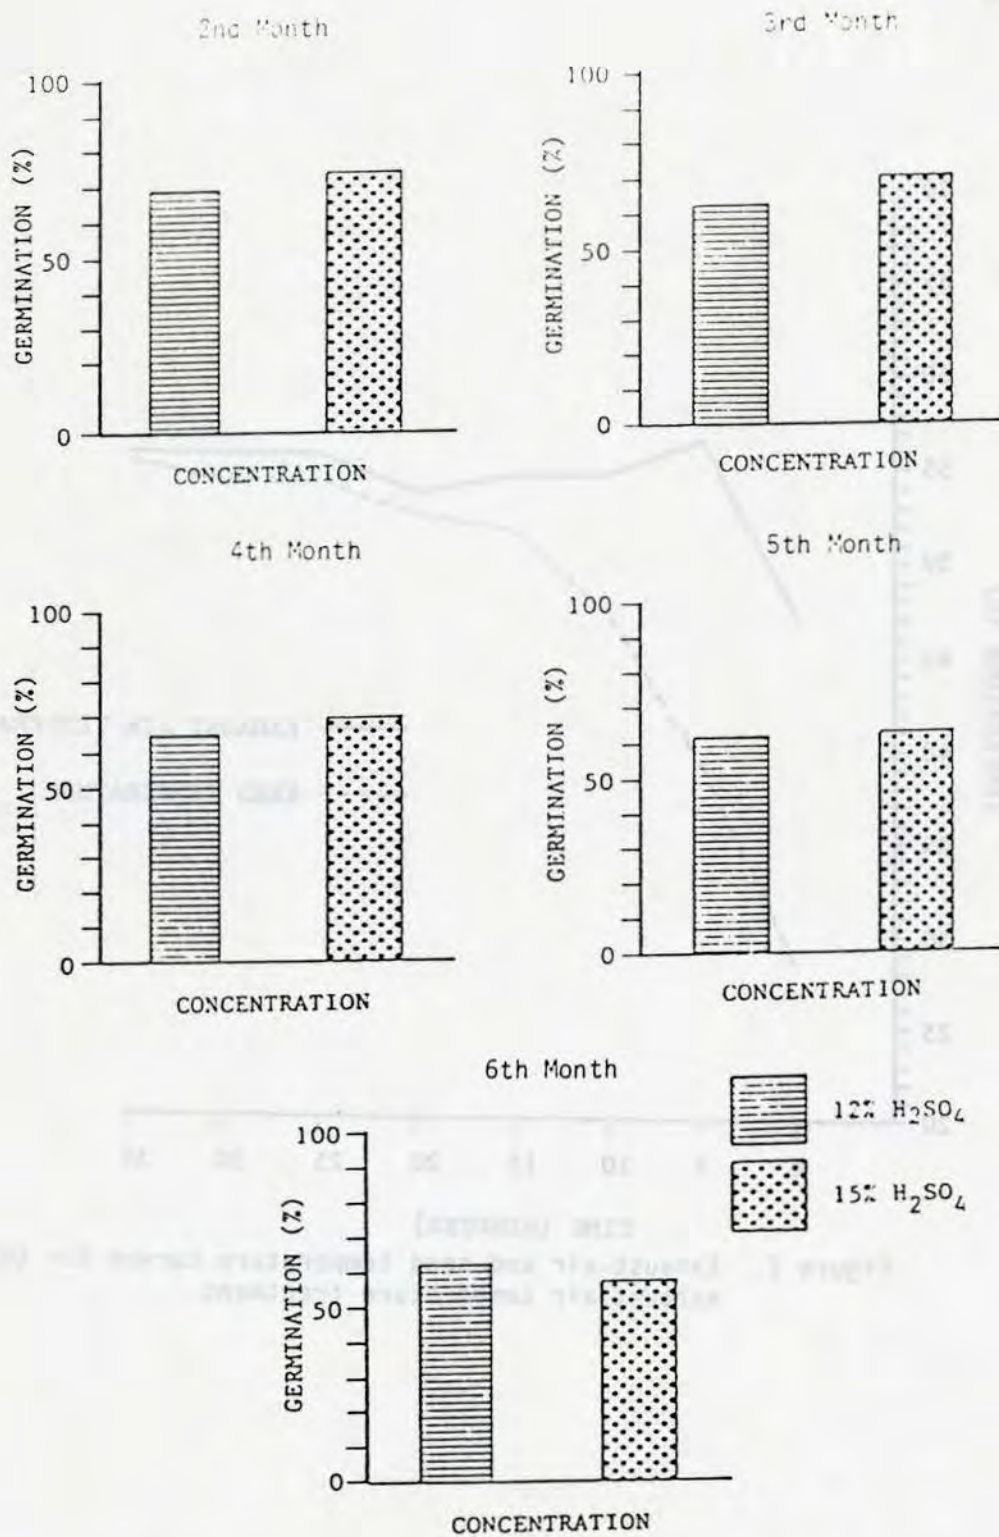 2nd Month
100
50
0
GERMINATION (%)
CONCENTRATION
3rd Month
100
50
0
GERMINATION (%)
CONCENTRATION
4th Month
100
50
0
GERMINATION (%)
CONCENTRATION
5th Month
100
50
0
GERMINATION (%)
CONCENTRATION
6th Month
100
50
0
GERMINATION (%)
CONCENTRATION
12% H₂SO₄
15% H₂SO₄